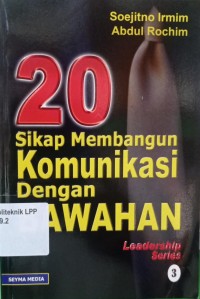 Soejitno Irmim
Abdul Rochim
20
Sikap Membangun
Komunikasi
Dengan
AWAHAN
Leadership
Series
3
oliteknik LPP
9.2
SEYMA MEDIA